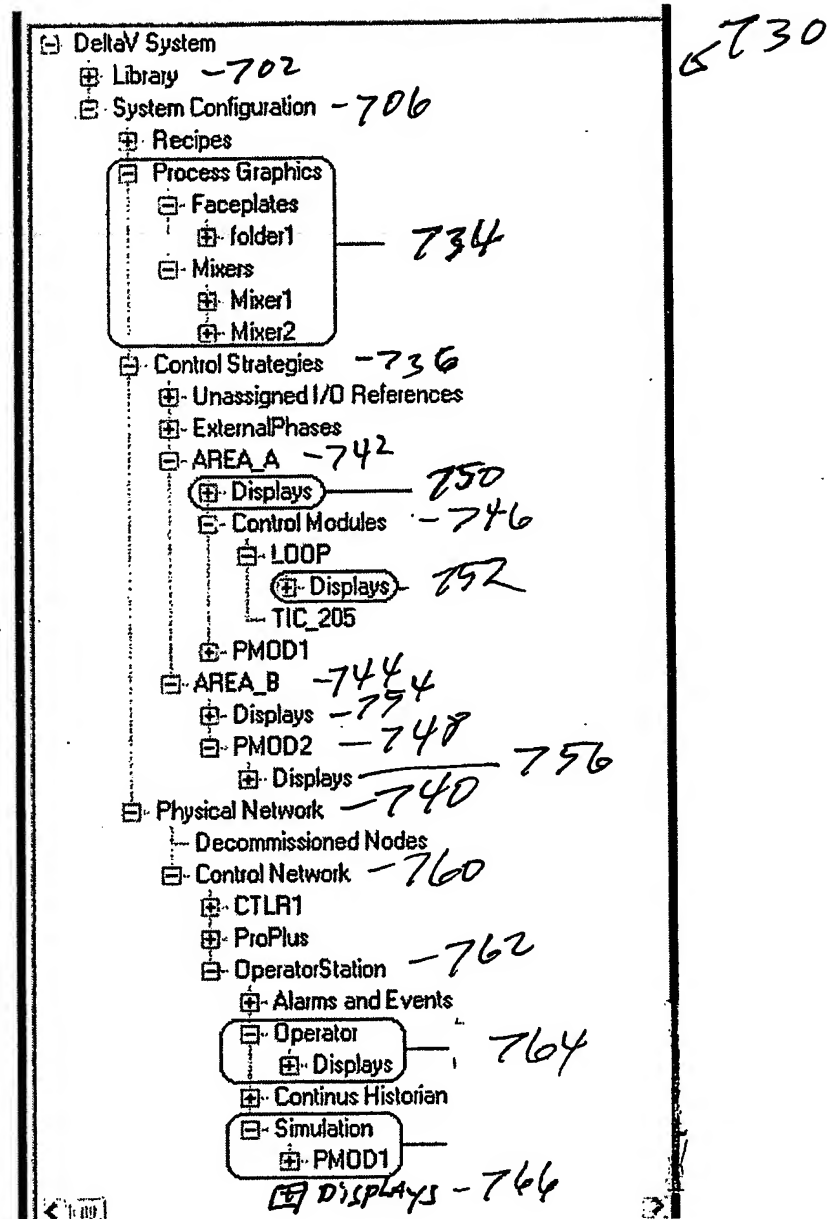 730
DeltaV System
Library -702
System Configuration -706
Recipes
Process Graphics
Faceplates
folder1
734
Mixers
Mixer1
Mixer2
Control Strategies -736
Unassigned I/O References
ExternalPhases
AREA_A -742
Displays 750
Control Modules -746
LOOP
Displays 752
TIC_205
PMOD1
AREA_B -744
Displays -754
PMOD2 -748
Displays 756
Physical Network -740
Decommissioned Nodes
Control Network -760
CTLR1
ProPlus
OperatorStation -762
Alarms and Events
Operator
764
Displays
Continus Historian
Simulation
PMOD1
DISPLAYS - 766